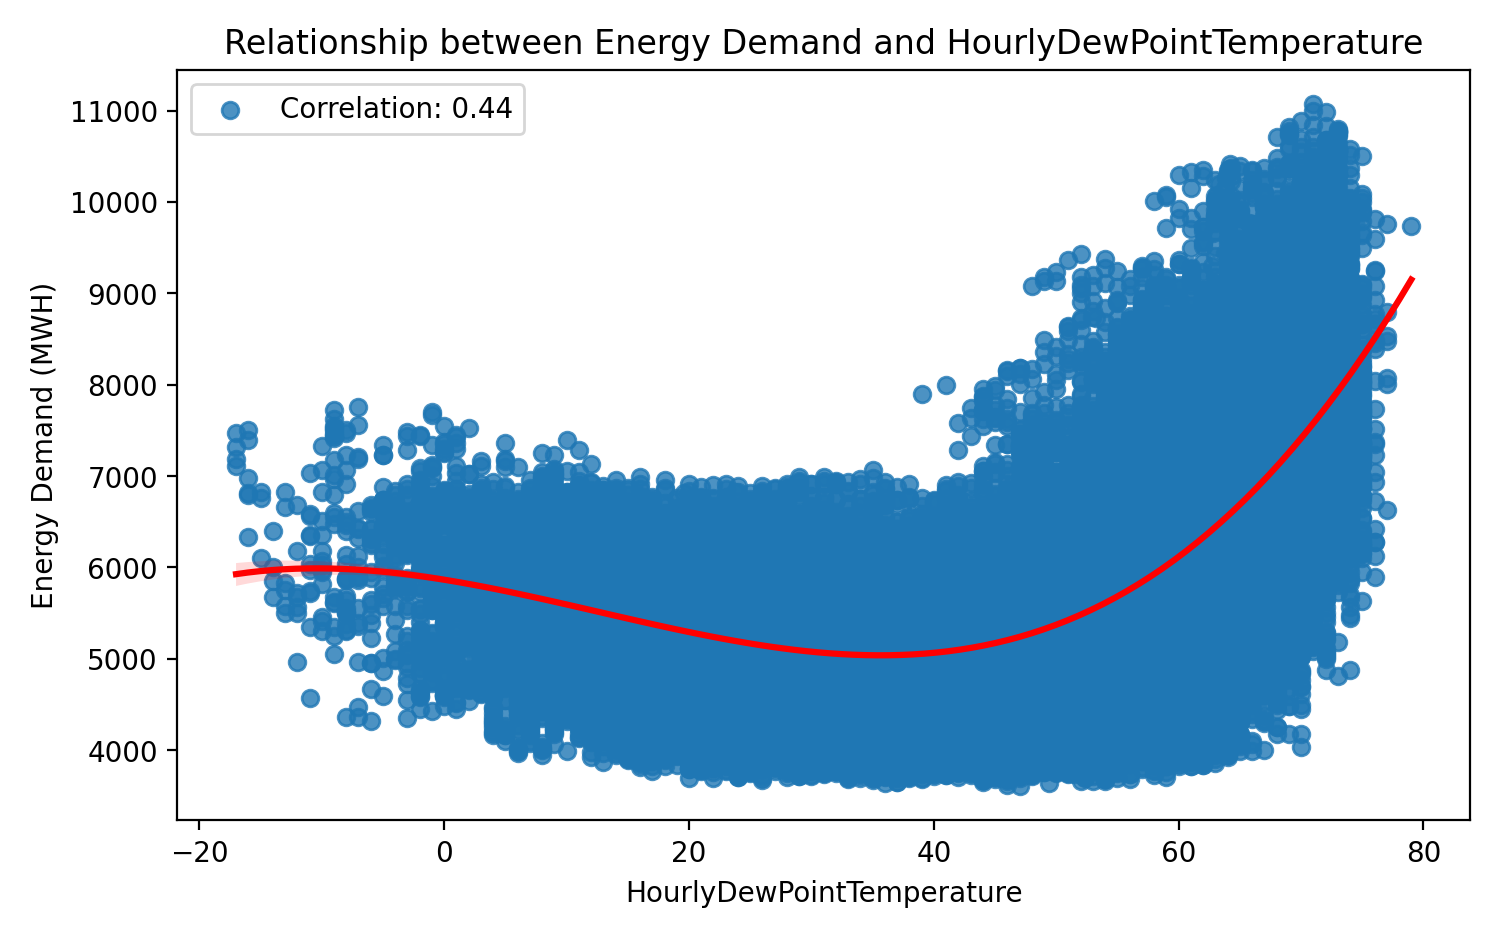 Relationship between Energy Demand and HourlyDewPointTemperature
Correlation: 0.44
Energy Demand (MWH)
11000
10000
9000
8000
7000
6000
5000
4000
−20 0 20 40 60 80
HourlyDewPointTemperature